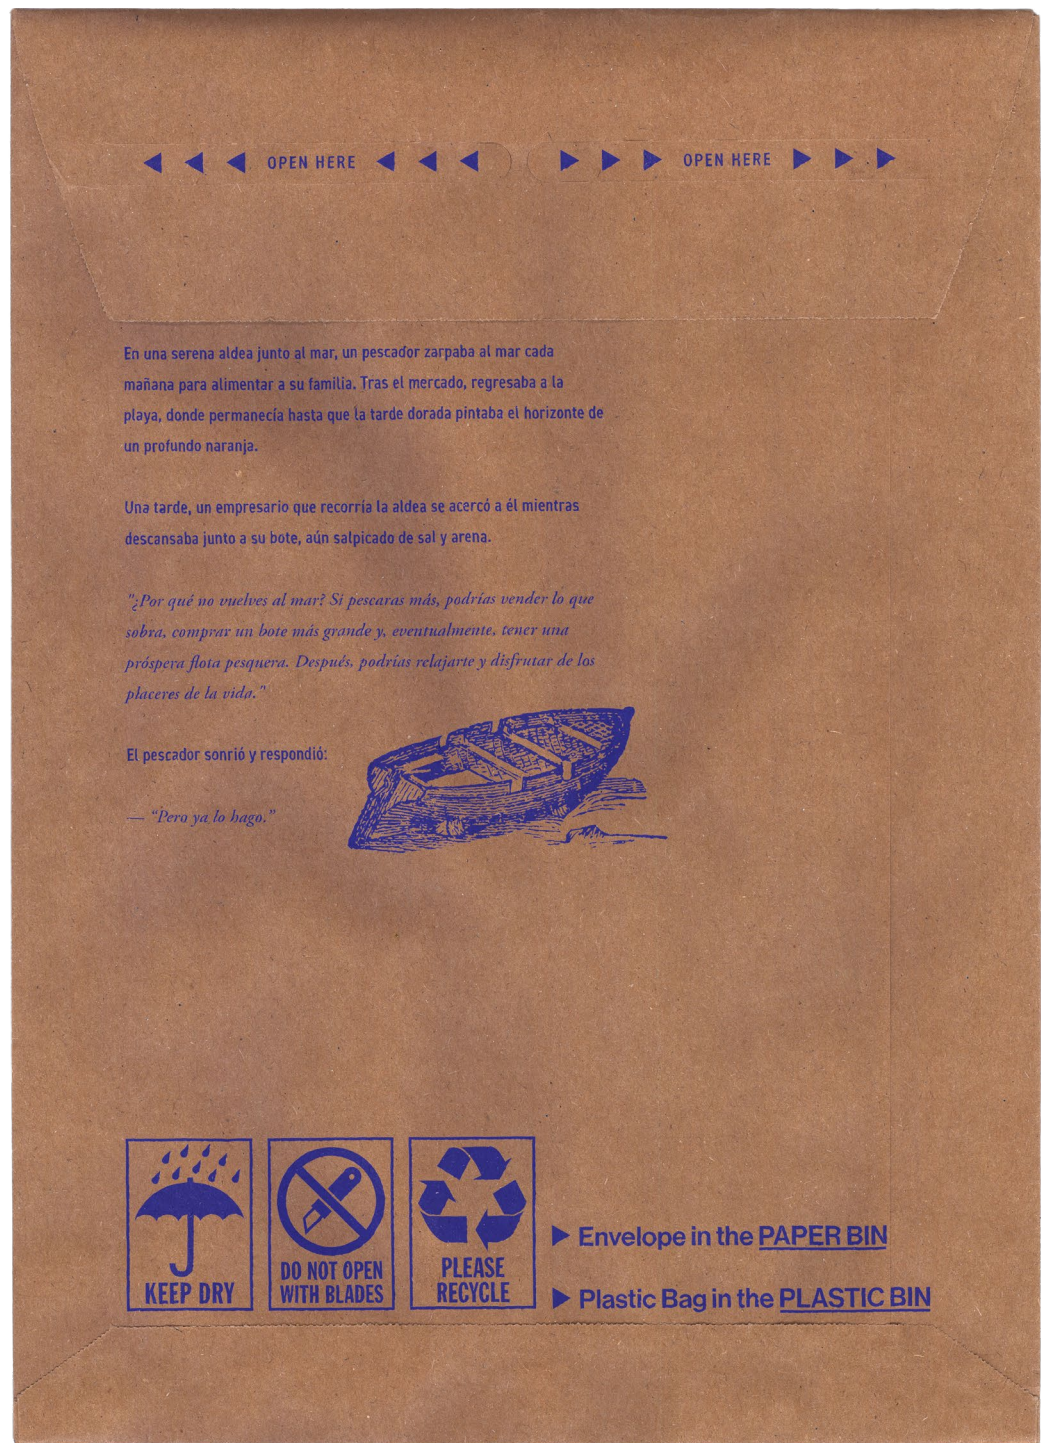 OPEN HERE OPEN HERE
En una serena aldea junto al mar, un pescador zarpaba al mar cada
mañana para alimentar a su familia. Tras el mercado, regresaba a la
playa, donde permanecía hasta que la tarde dorada pintaba el horizonte de
un profundo naranja.
Una tarde, un empresario que recorría la aldea se acercó a él mientras
descansaba junto a su bote, aún salpicado de sal y arena.
"¿Por qué no vuelves al mar? Si pescaras más, podrías vender lo que
sobra, comprar un bote más grande y, eventualmente, tener una
próspera flota pesquera. Después, podrías relajarte y disfrutar de los
placeres de la vida."
El pescador sonrió y respondió:
— “Pero ya lo hago.”
KEEP DRY
DO NOT OPEN
WITH BLADES
PLEASE
RECYCLE
Envelope in the PAPER BIN
Plastic Bag in the PLASTIC BIN